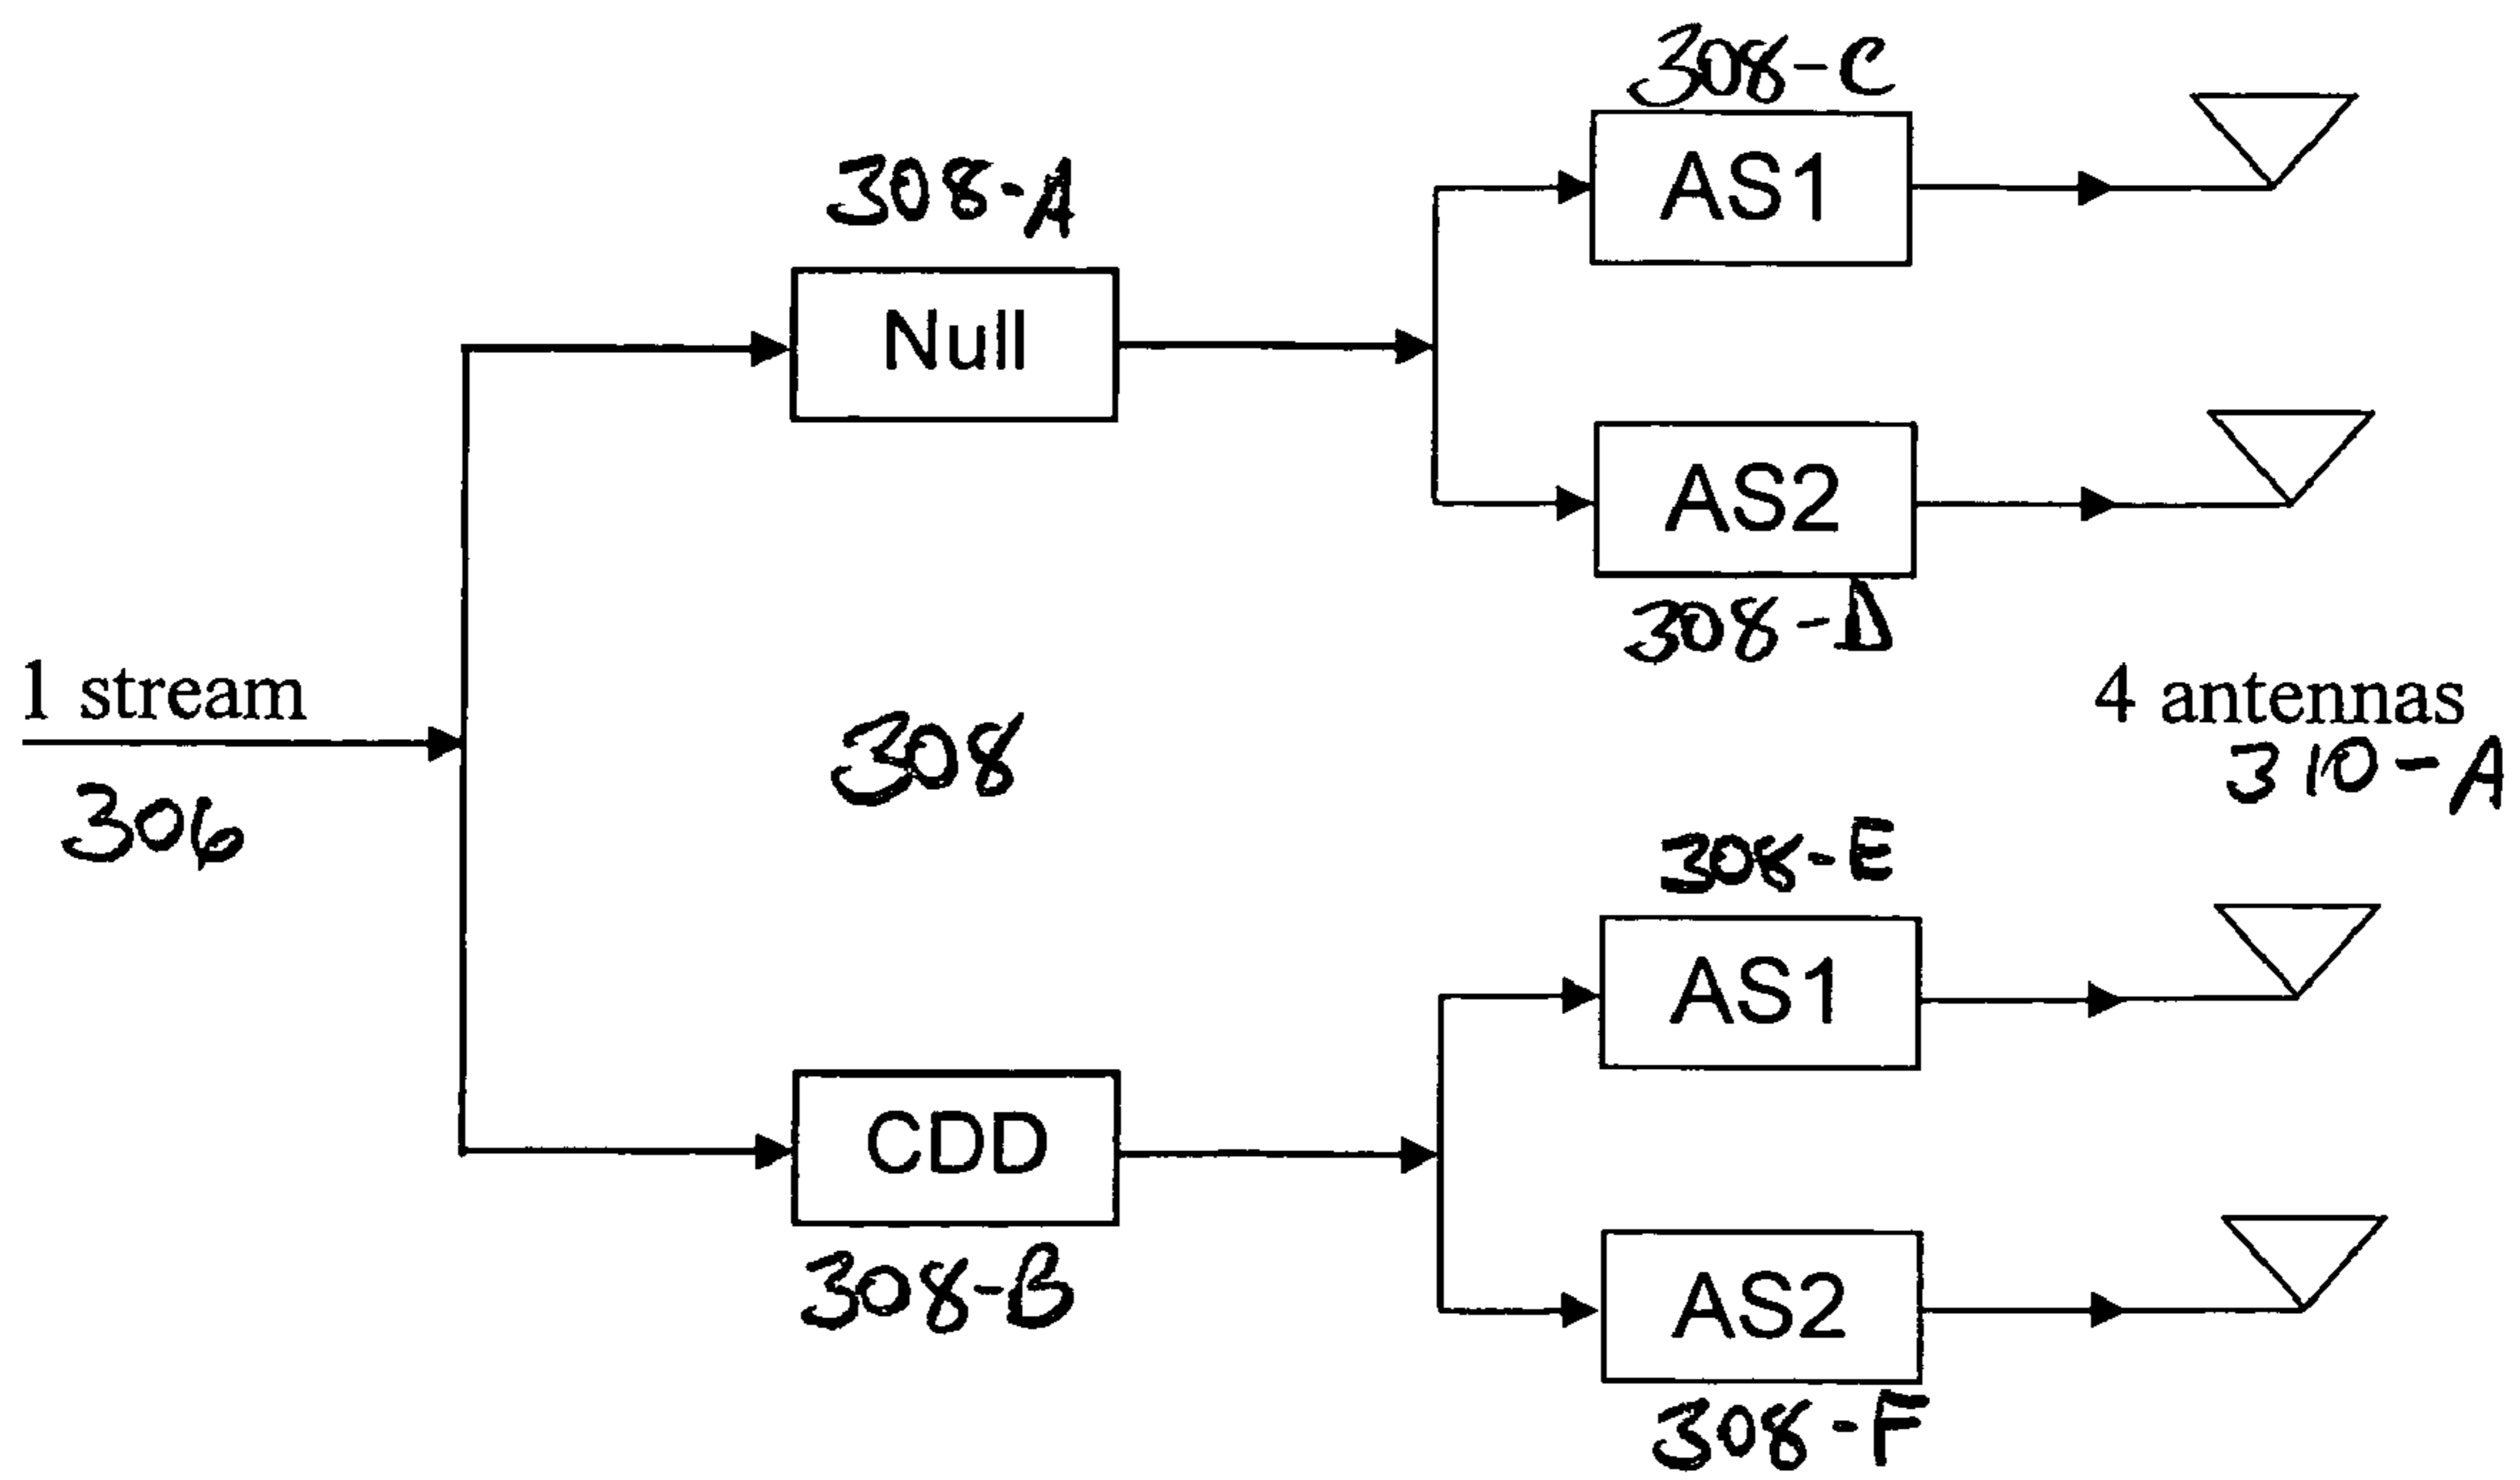 308-C
AS1
308-A
Null
AS2
308-D
1 stream
306
308
4 antennas
310-A
308-E
AS1
CDD
308-B
AS2
308-F